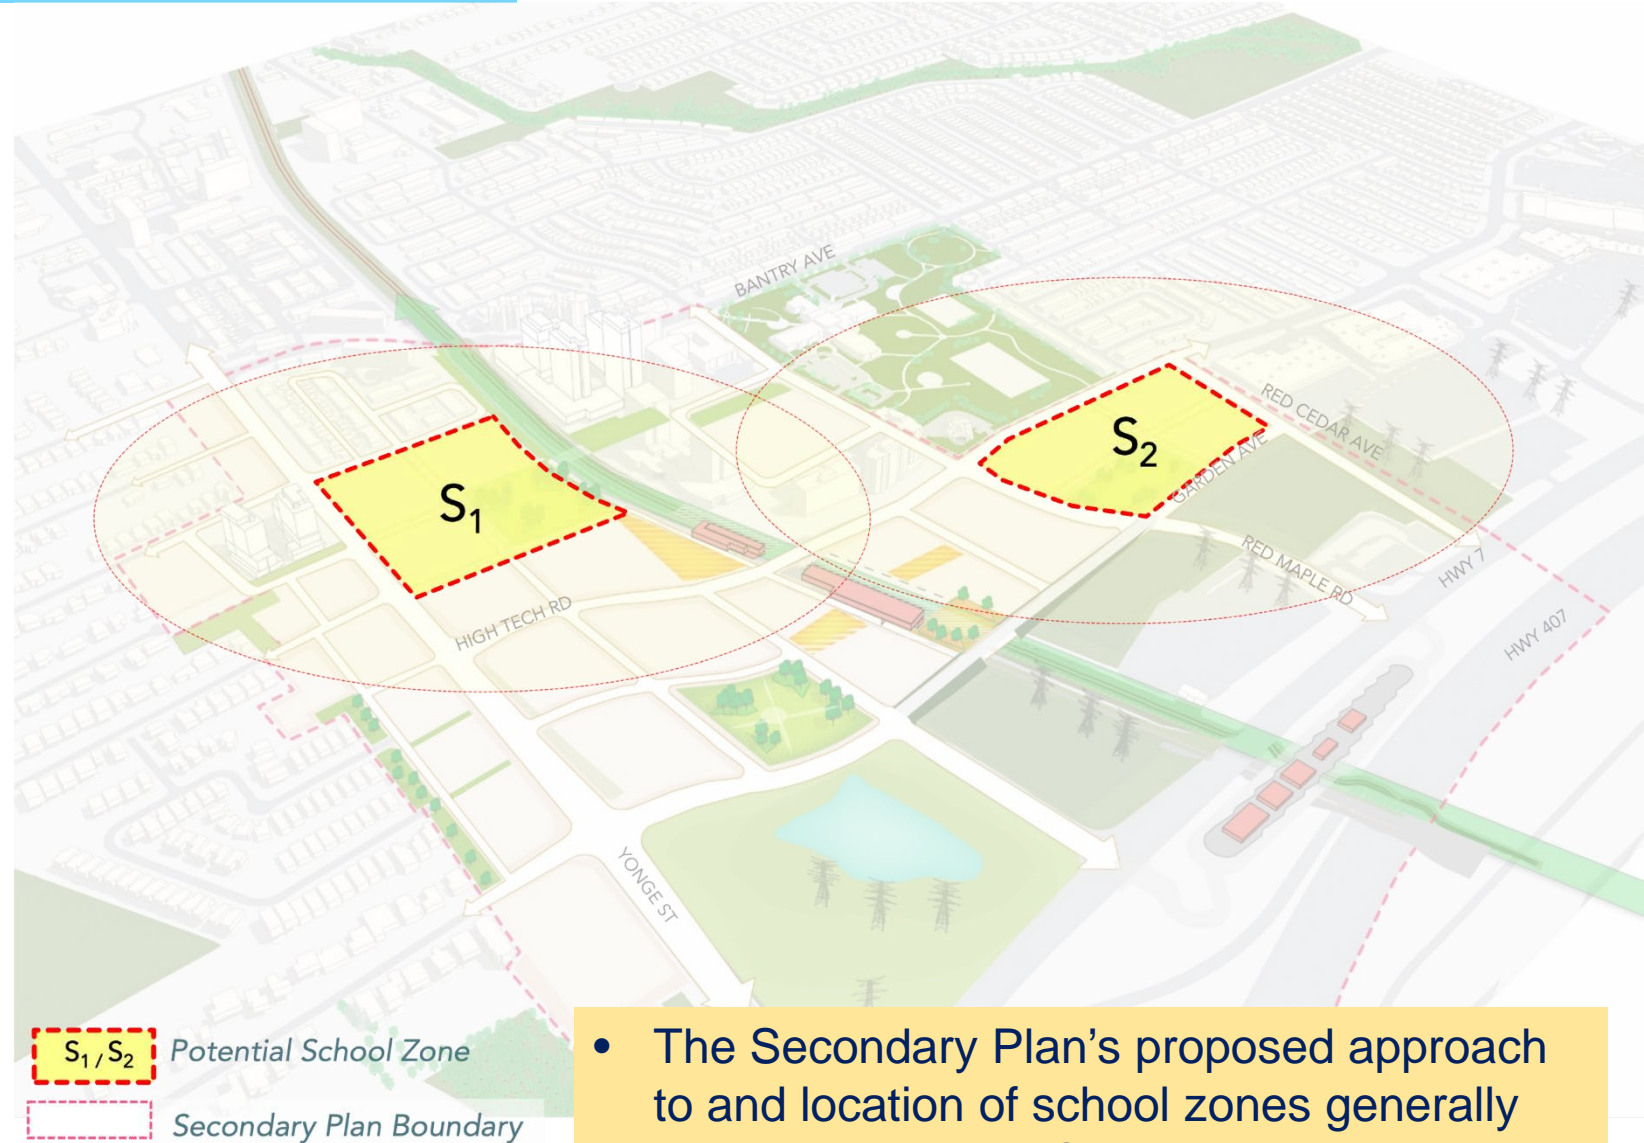 BANTRY AVE
RED CEDAR AVE
S2
GARDEN AVE
S1
RED MAPLE RD
HWY 7
HIGH TECH RD
HWY 407
YONGE ST
S1 / S2 Potential School Zone
Secondary Plan Boundary
• The Secondary Plan’s proposed approach
to and location of school zones generally